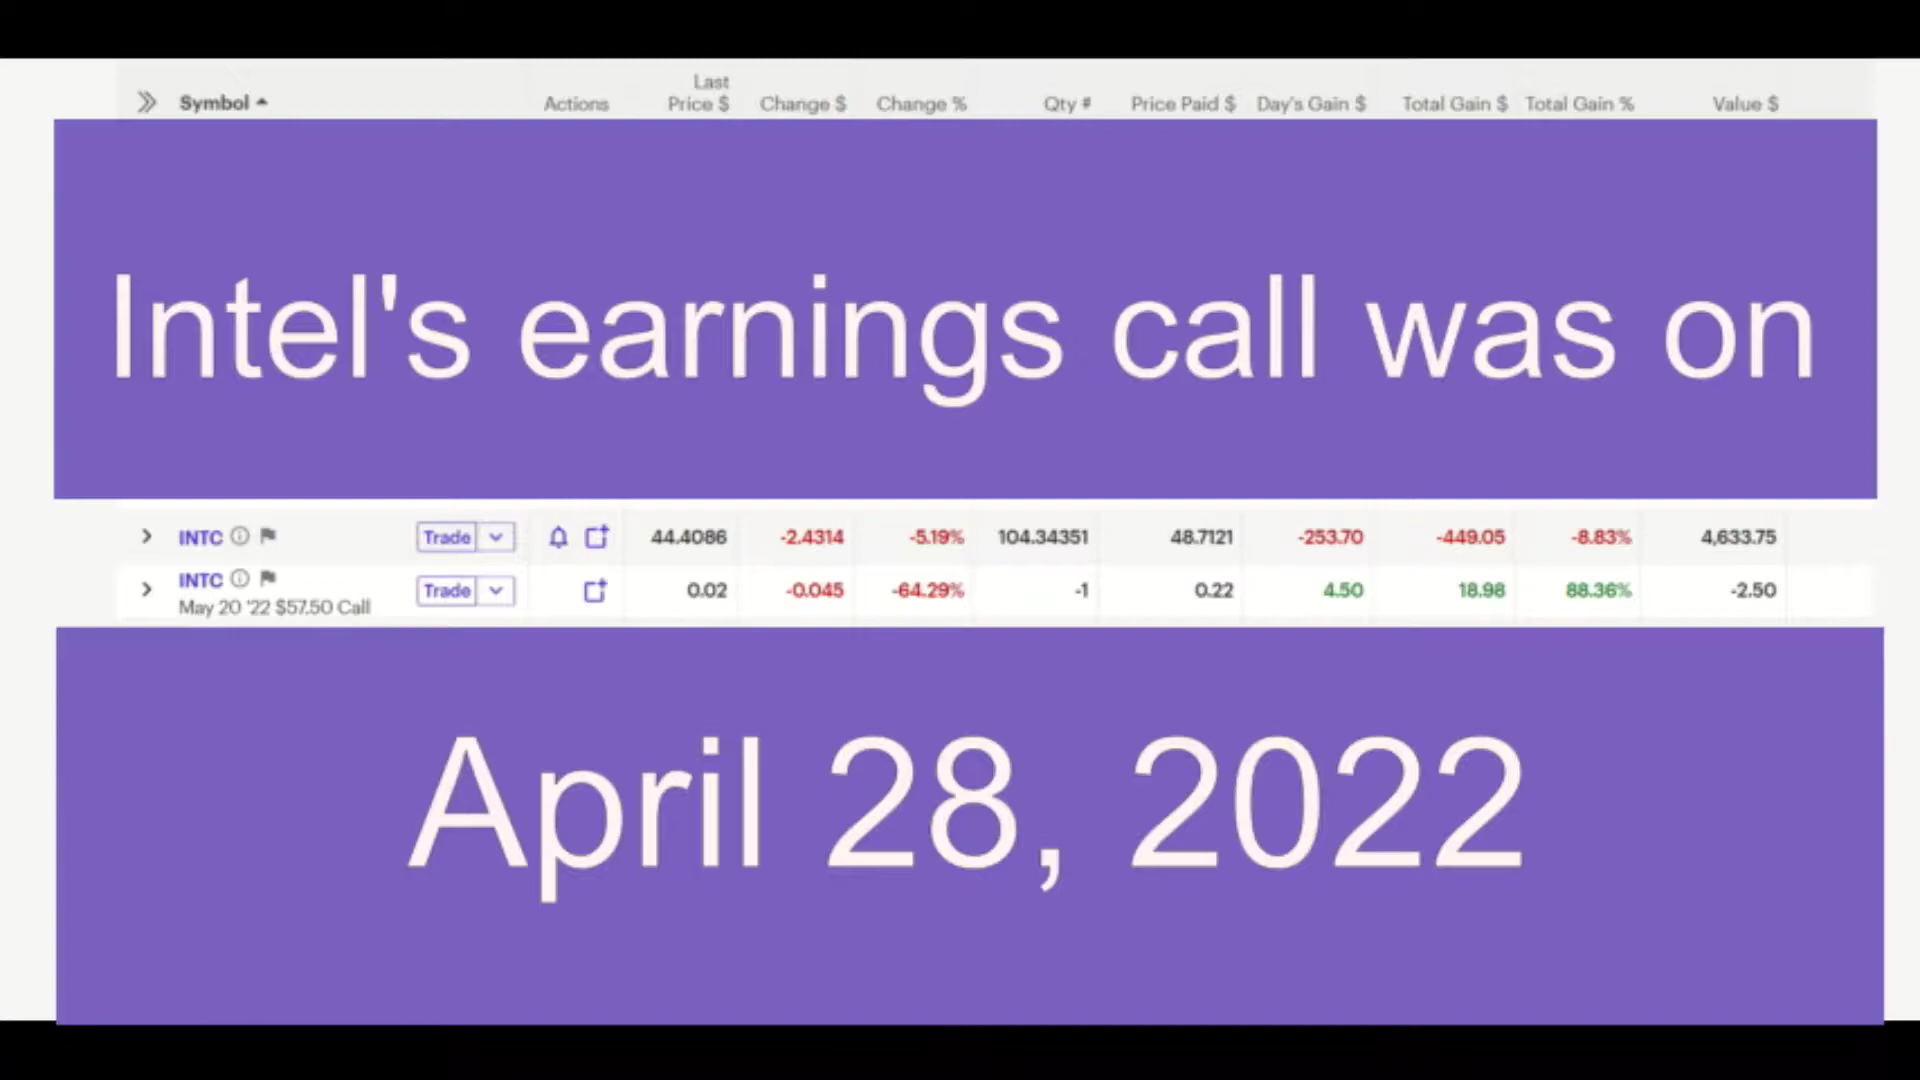 Last
Symbol Actions Price $ Change $ Change % Qty # Price Paid $ Day's Gain $ Total Gain $ Total Gain % Value $
Intel's earnings call was on
INTC Trade 44.4086 -2.4314 -5.19% 104.34351 48.7121 -253.70 -449.05 -8.83% 4,633.75
INTC Trade 0.02 -0.045 -64.29% -1 0.22 4.50 18.98 88.36% -2.50
May 20 '22 $57.50 Call
April 28, 2022